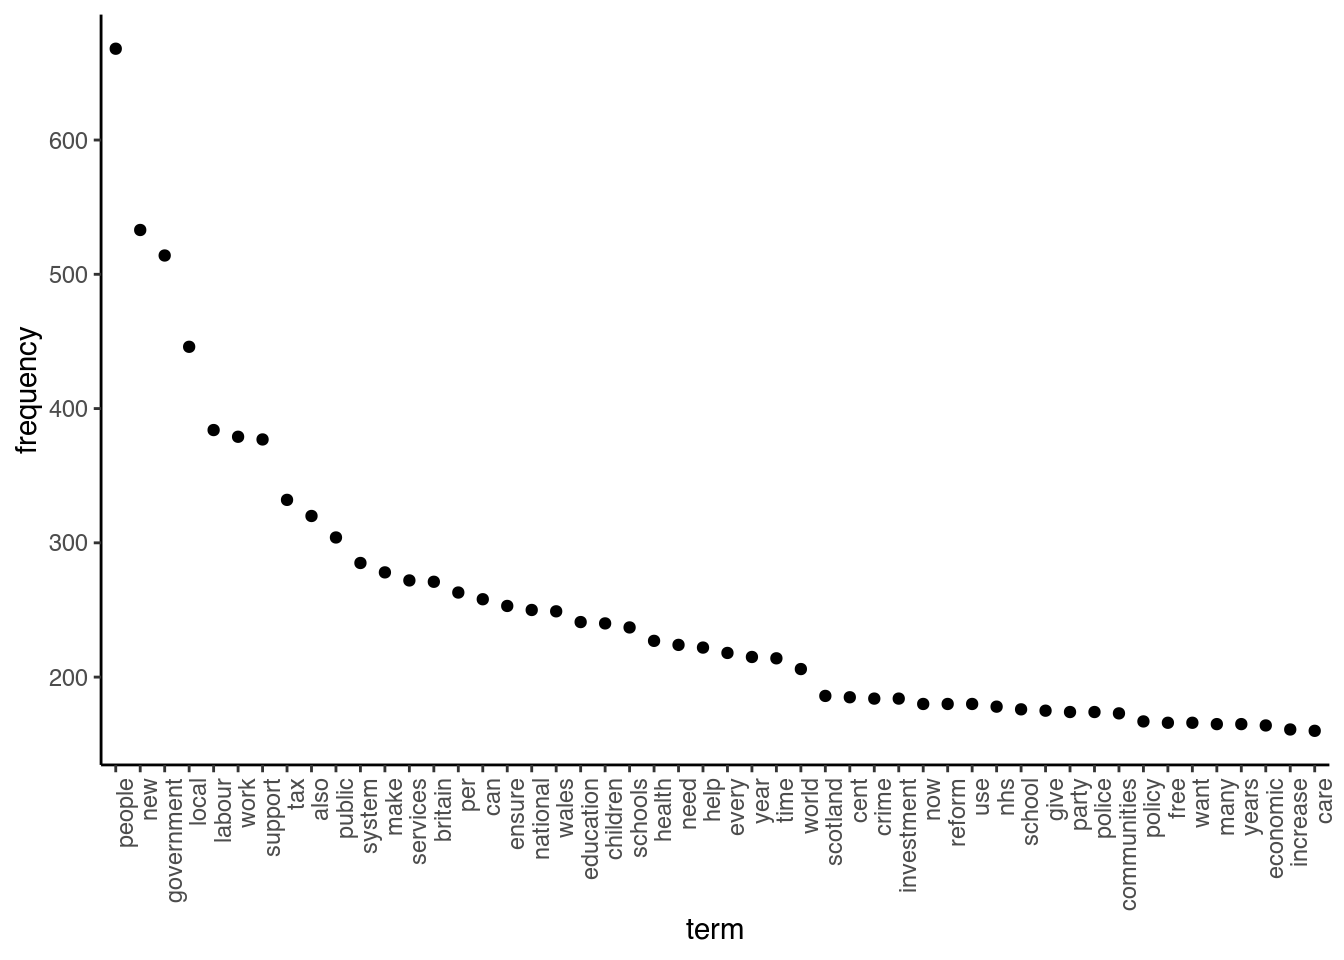 600
500
400
300
200
frequency
people
new
government
local
labour
work
support
tax
also
public
system
make
services
britain
per
can
ensure
national
wales
education
children
schools
health
need
help
every
year
time
world
scotland
cent
crime
investment
now
reform
use
nhs
school
give
party
police
communities
policy
free
want
many
years
economic
increase
care
term